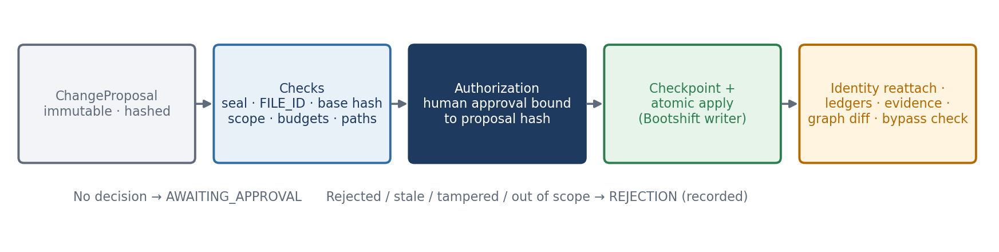 ChangeProposal
immutable · hashed
Checks
seal · FILE_ID · base hash
scope · budgets · paths
Authorization
human approval bound
to proposal hash
Checkpoint +
atomic apply
(Bootshift writer)
Identity reattach ·
ledgers · evidence ·
graph diff · bypass check
No decision → AWAITING_APPROVAL
Rejected / stale / tampered / out of scope → REJECTION (recorded)